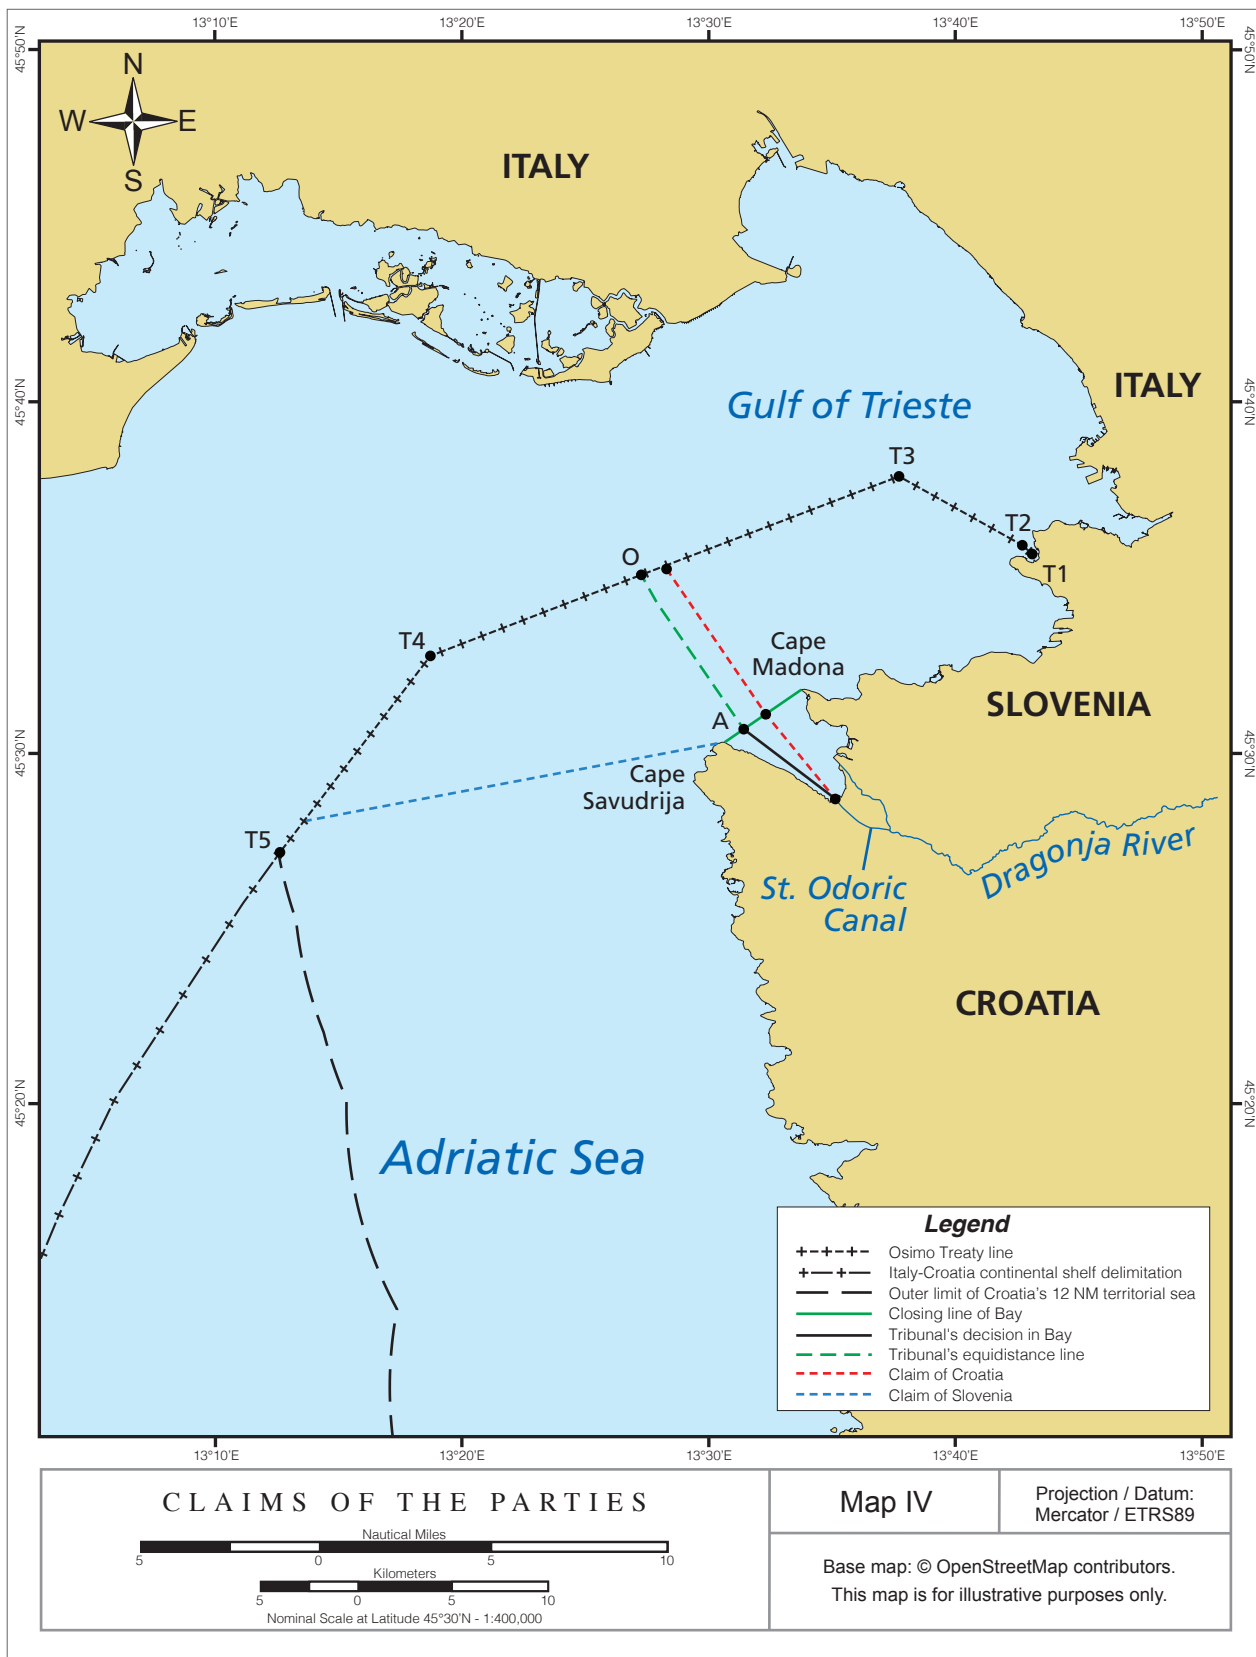 13°10'E 13°20'E 13°30'E 13°40'E 13°50'E
45°50'N 45°50'N
N
W E
S
ITALY
ITALY
45°40'N 45°40'N
Gulf of Trieste
T3
T2
T1
O
T4
Cape
Madona
SLOVENIA
A
45°30'N 45°30'N
Cape
Savudrija
T5
Dragonja River
St. Odoric
Canal
CROATIA
45°20'N 45°20'N
Adriatic Sea
Legend
Osimo Treaty line
Italy-Croatia continental shelf delimitation
Outer limit of Croatia's 12 NM territorial sea
Closing line of Bay
Tribunal's decision in Bay
Tribunal's equidistance line
Claim of Croatia
Claim of Slovenia
13°10'E 13°20'E 13°30'E 13°40'E 13°50'E
CLAIMS OF THE PARTIES
Nautical Miles
5 0 5 10
Kilometers
5 0 5 10
Nominal Scale at Latitude 45°30'N - 1:400,000
Map IV
Projection / Datum:
Mercator / ETRS89
Base map: © OpenStreetMap contributors.
This map is for illustrative purposes only.